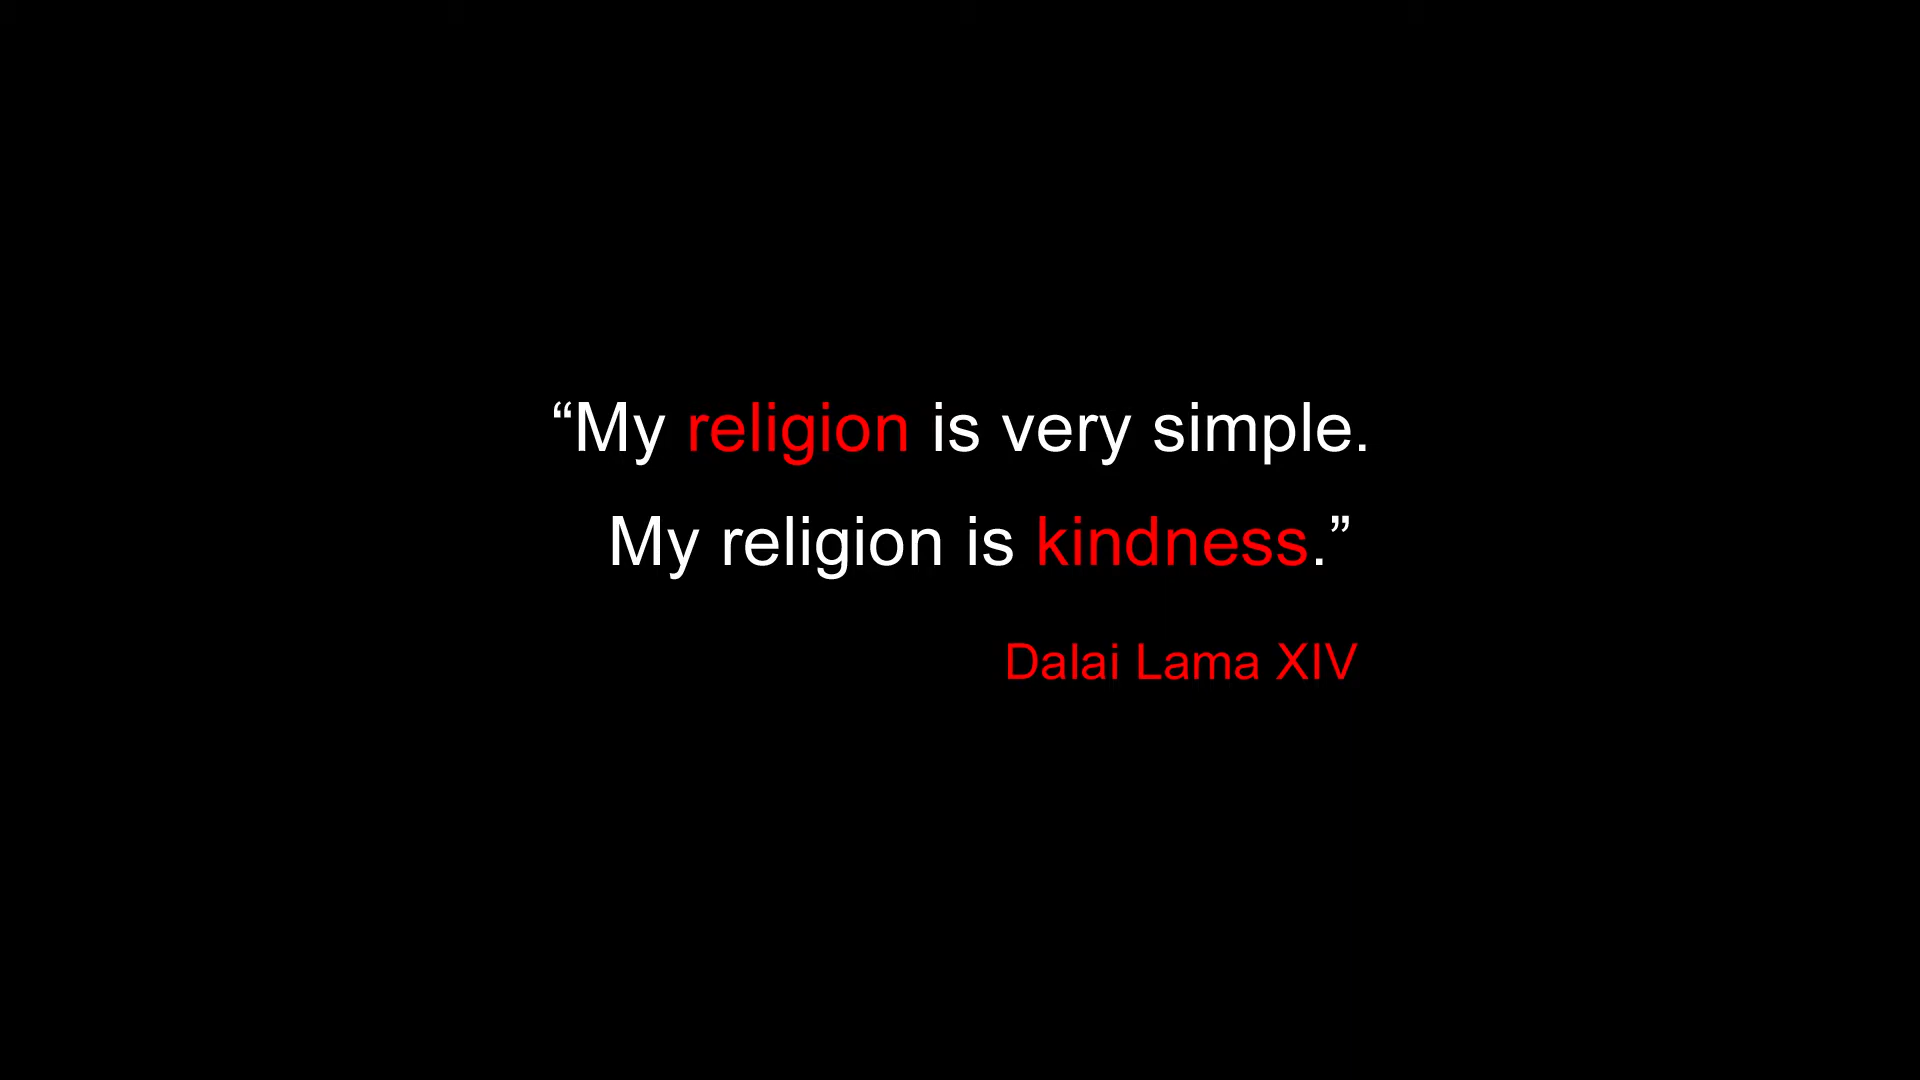 “My religion is very simple.
My religion is kindness.”
Dalai Lama XIV